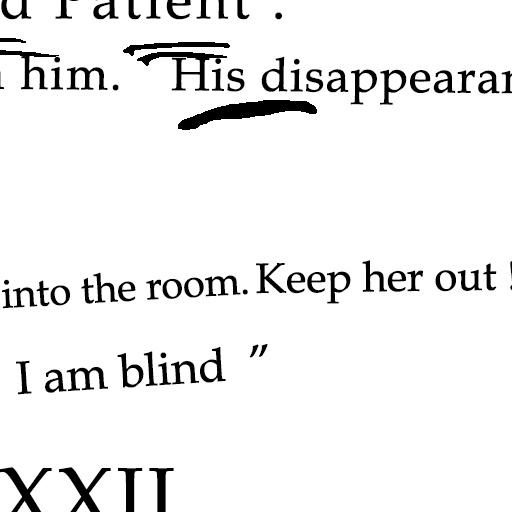 d Patient .
him. His disappearan
into the room. Keep her out !
I am blind ”
XXII